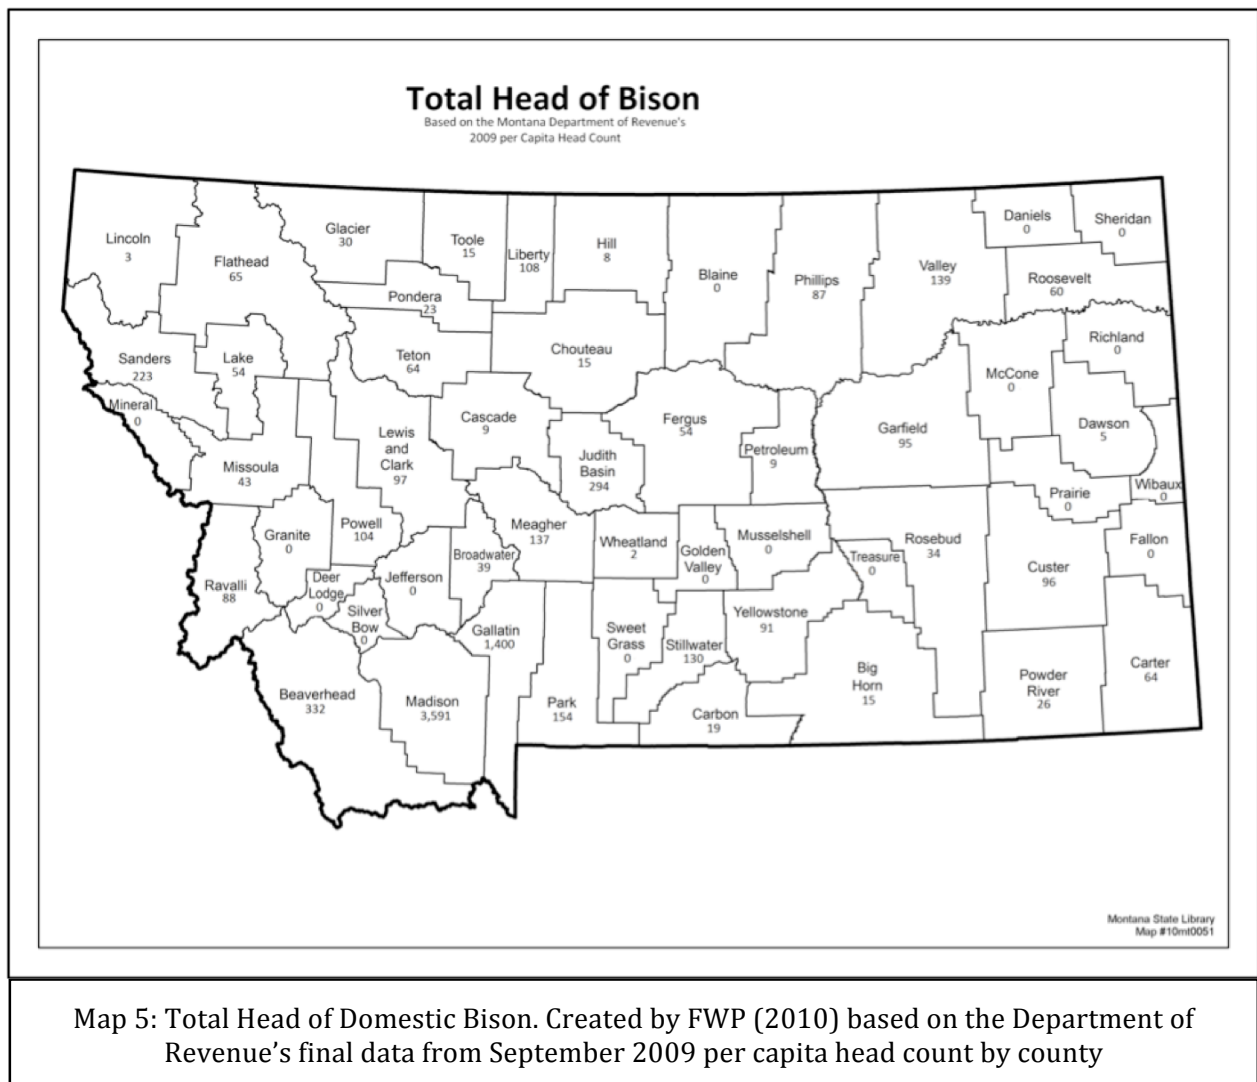 Total Head of Bison
Based on the Montana Department of Revenue's
2009 per Capita Head Count
Lincoln
3
Flathead
65
Glacier
30
Toole
15
Liberty
108
Hill
8
Blaine
0
Phillips
87
Valley
139
Daniels
0
Sheridan
0
Roosevelt
60
Pondera
23
Sanders
223
Lake
54
Teton
64
Chouteau
15
Richland
0
McCone
0
Mineral
0
Cascade
9
Fergus
54
Petroleum
9
Garfield
95
Dawson
5
Missoula
43
Lewis
and
Clark
97
Judith
Basin
294
Prairie
0
Wibaux
0
Granite
0
Powell
104
Meagher
137
Broadwater
39
Wheatland
2
Golden
Valley
0
Musselshell
0
Treasure
0
Rosebud
34
Custer
96
Fallon
0
Ravalli
88
Deer
Lodge
0
Jefferson
0
Silver
Bow
0
Gallatin
1,400
Sweet
Grass
0
Stillwater
130
Yellowstone
91
Beaverhead
332
Madison
3,591
Park
154
Carbon
19
Big
Horn
15
Powder
River
26
Carter
64
Montana State Library
Map #10mt0051
Map 5: Total Head of Domestic Bison. Created by FWP (2010) based on the Department of
Revenue's final data from September 2009 per capita head count by county